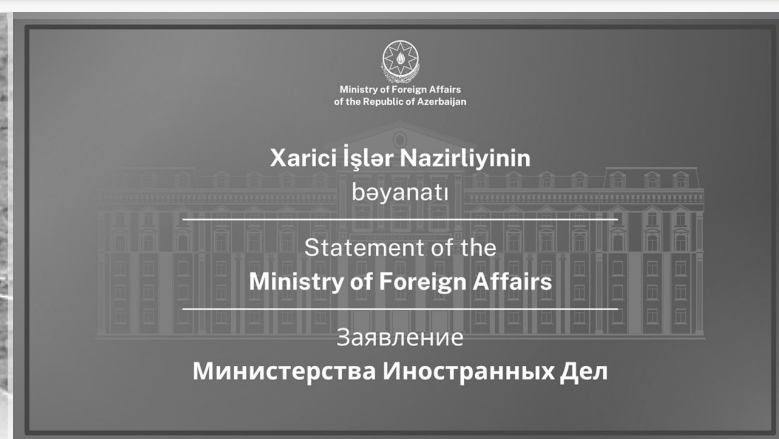 Ministry of Foreign Affairs
of the Republic of Azerbaijan
Xarici İşlər Nazirliyinin
bəyanatı
Statement of the
Ministry of Foreign Affairs
Заявление
Министерства Иностранных Дел